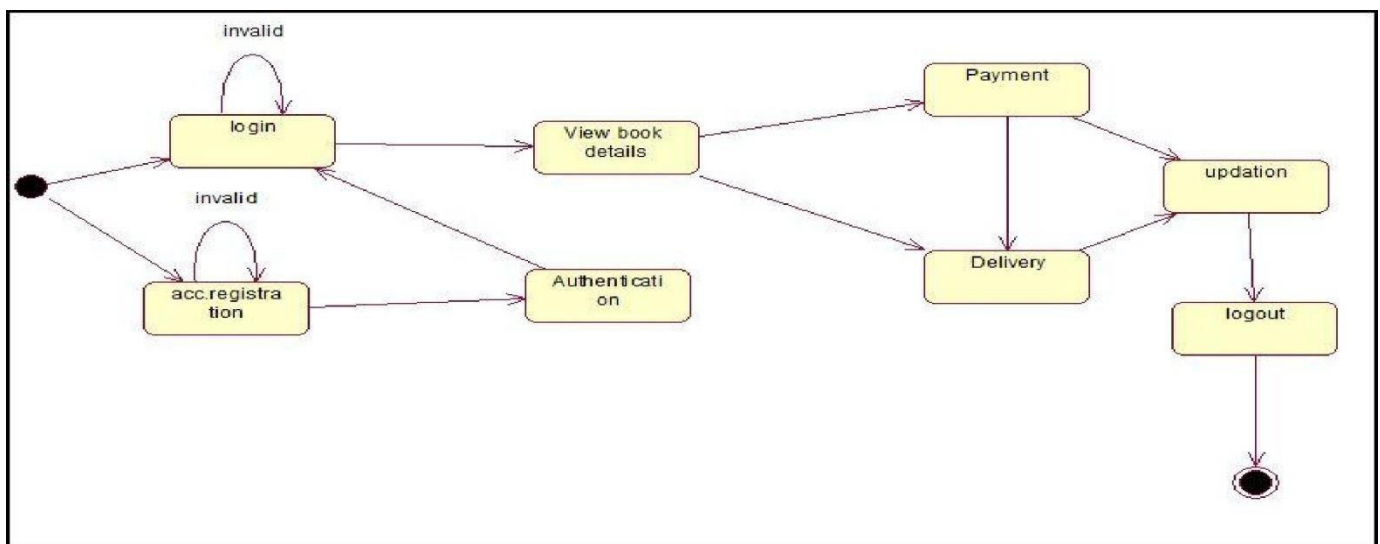 invalid
login
View book
details
Payment
updation
invalid
acc.registra
tion
Authenticati
on
Delivery
logout